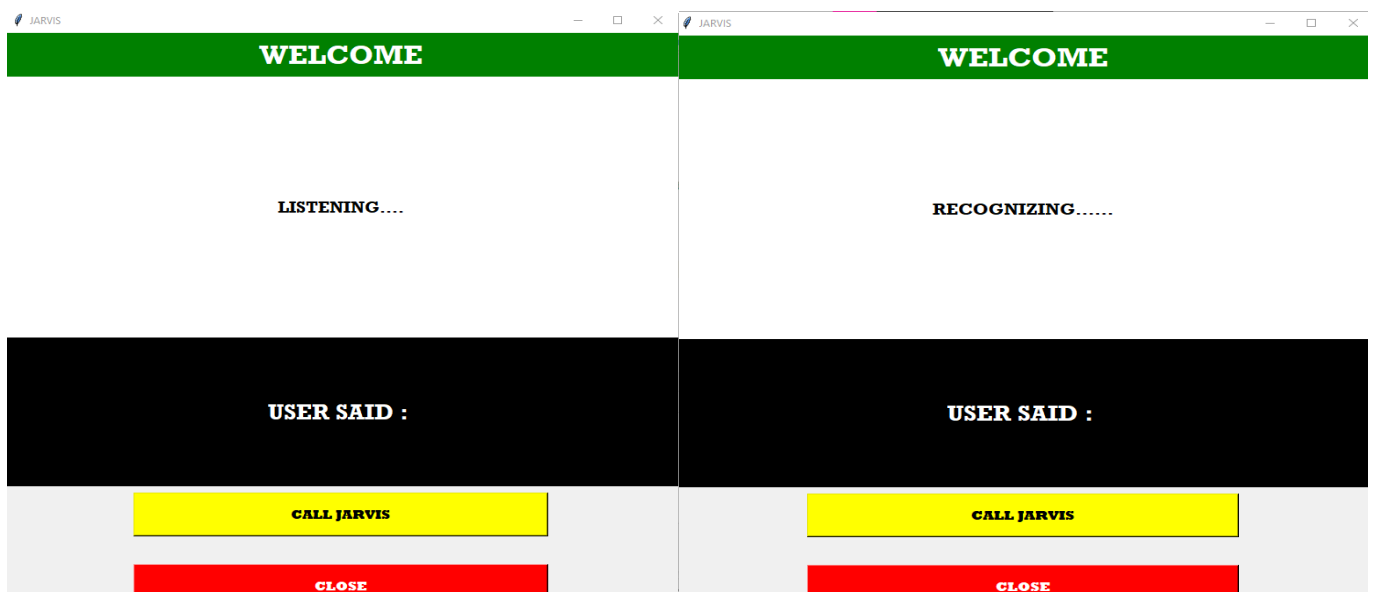 JARVIS
WELCOME
LISTENING....
USER SAID :
CALL JARVIS
CLOSE
JARVIS
WELCOME
RECOGNIZING......
USER SAID :
CALL JARVIS
CLOSE